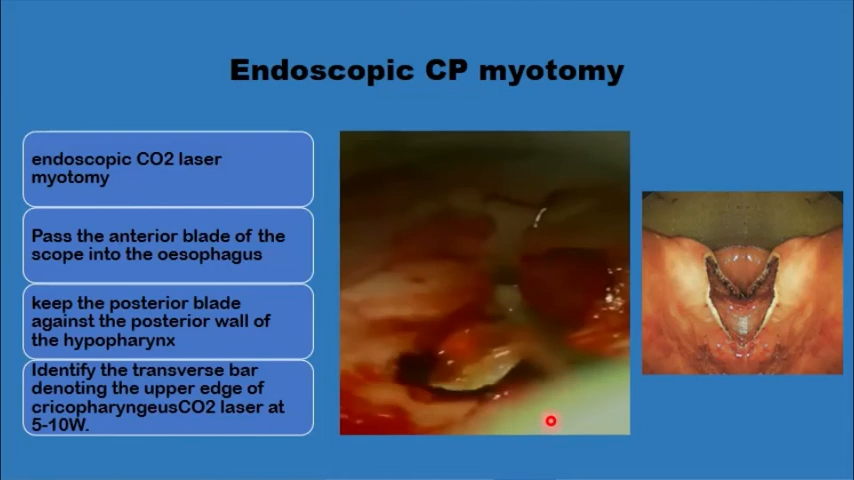 Endoscopic CP myotomy
endoscopic CO2 laser
myotomy
Pass the anterior blade of the
scope into the oesophagus
keep the posterior blade
against the posterior wall of
the hypopharynx
Identify the transverse bar
denoting the upper edge of
cricopharyngeusCO2 laser at
5-10W.